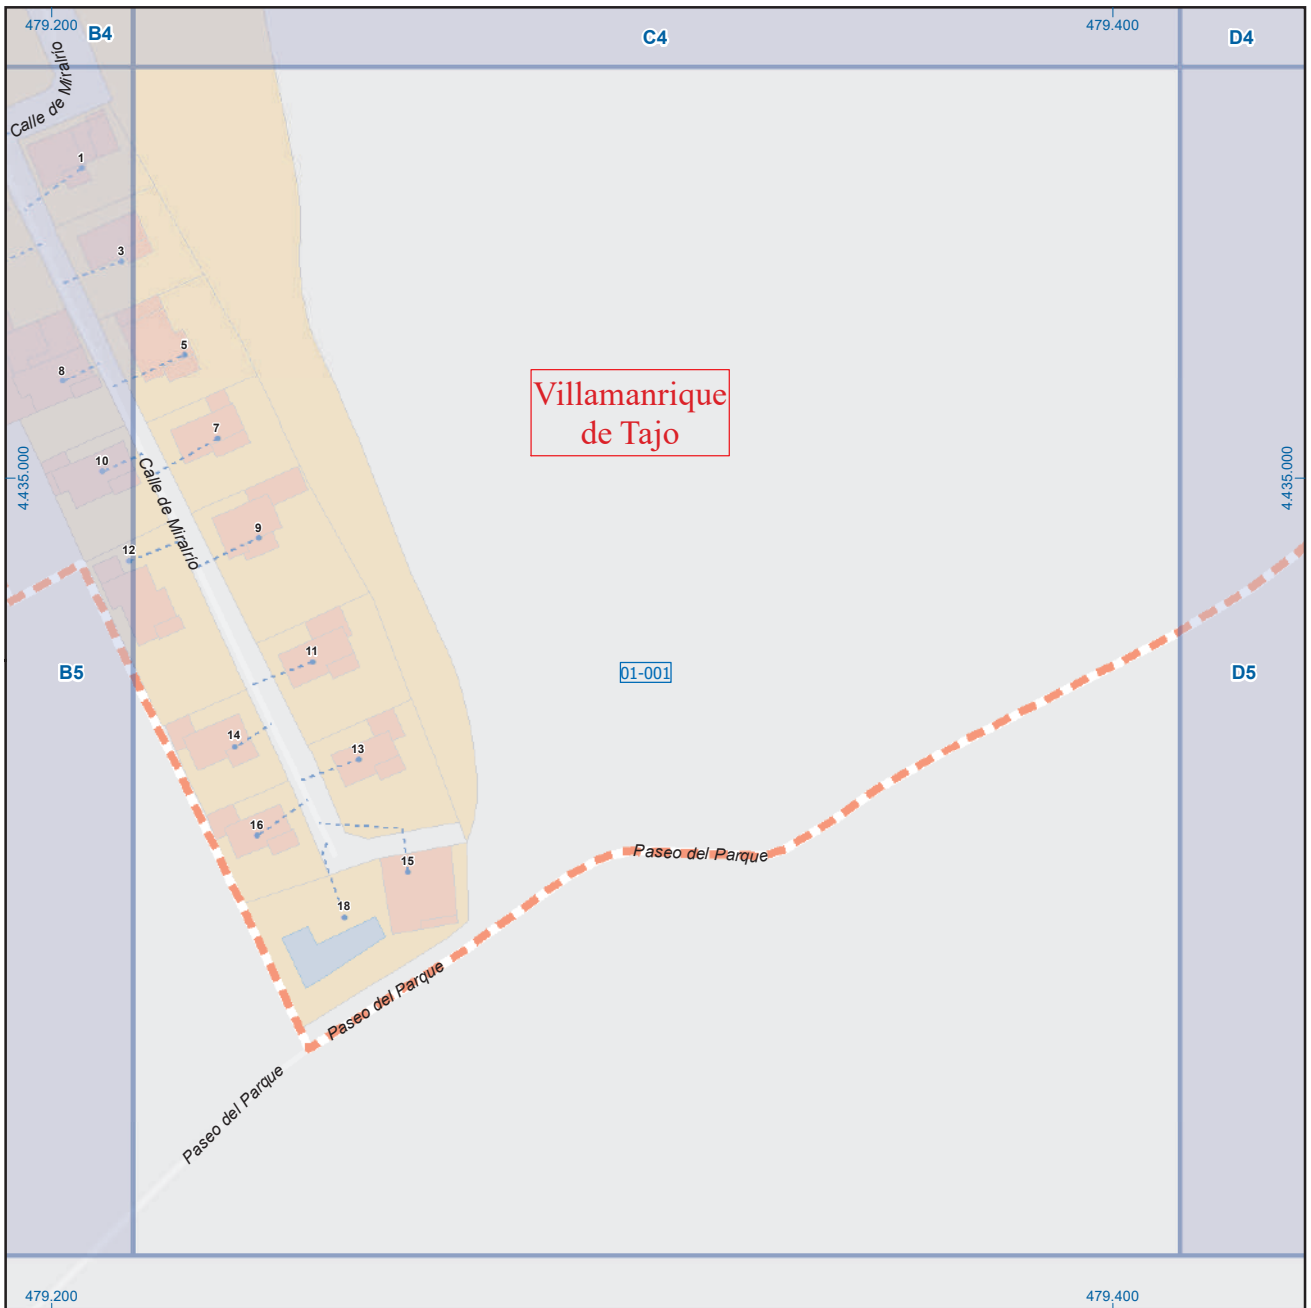 479.200
B4
C4
479.400
D4
Calle de Miralrío
1
3
5
8
Villamanrique
de Tajo
7
10
4.435.000
4.435.000
Calle de Miralrío
9
12
11
B5
01-001
D5
14
13
16
Paseo del Parque
15
18
Paseo del Parque
Paseo del Parque
479.200
479.400